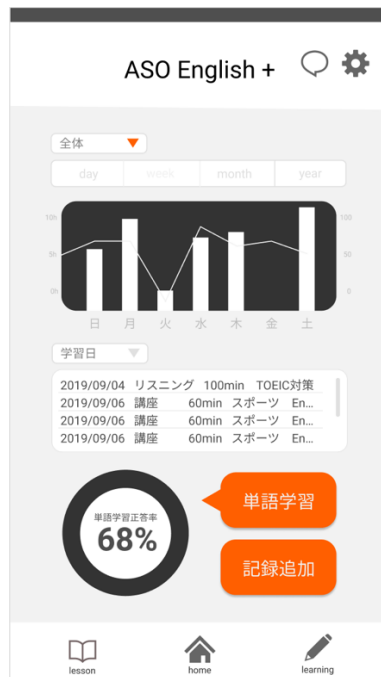 ASO English +
全体
day week month year
10h 100
5h 50
0h 0
日 月 火 水 木 金 土
学習日
2019/09/04 リスニング 100min TOEIC対策
2019/09/06 講座 60min スポーツ En...
2019/09/06 講座 60min スポーツ En...
2019/09/06 講座 60min スポーツ En...
単語学習正答率
68%
単語学習
記録追加
lesson home learning